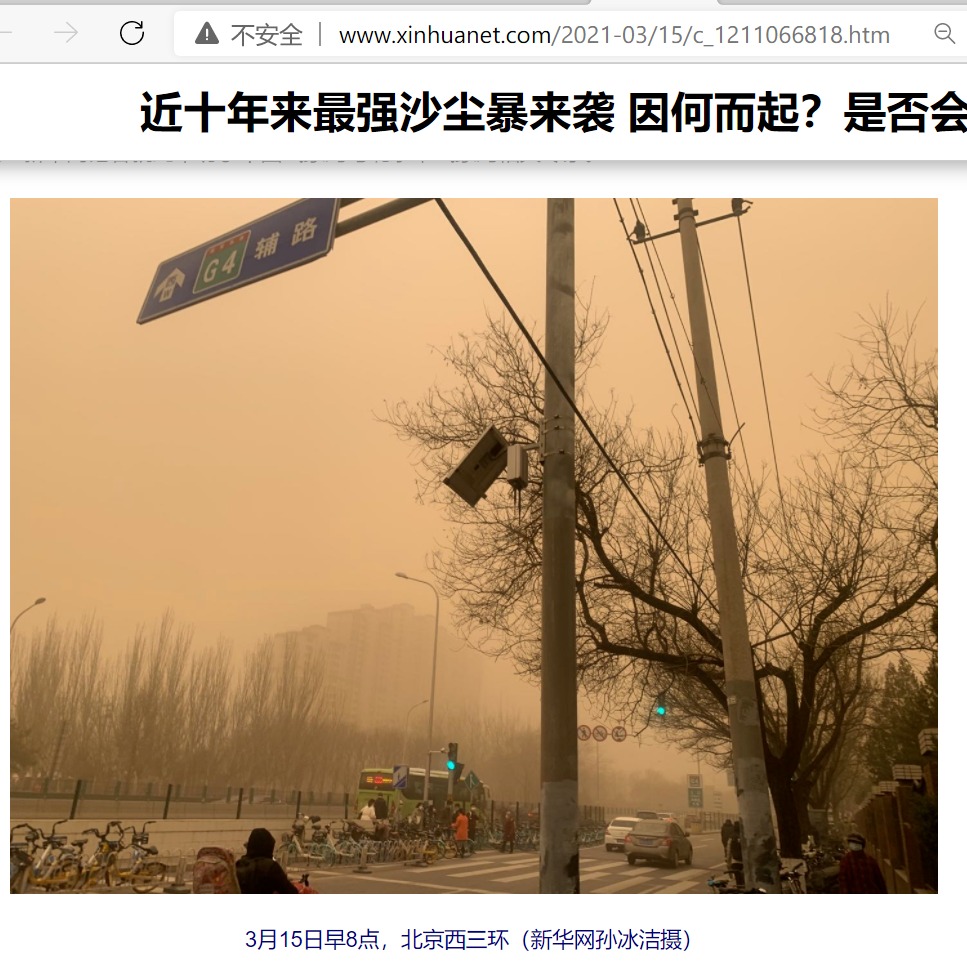 不安全 | www.xinhuanet.com/2021-03/15/c_1211066818.htm
近十年来最强沙尘暴来袭 因何而起？是否会
G4 辅路
3月15日早8点，北京西三环（新华网孙冰洁摄）